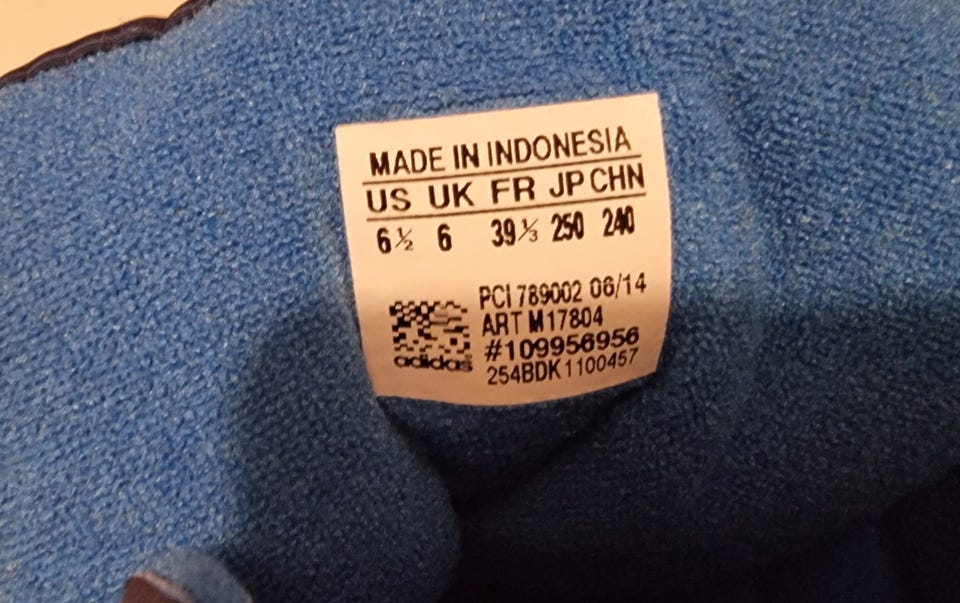 MADE IN INDONESIA
US UK FR JP CHN
6½ 6 39⅓ 250 240
PCI 789002 06/14
ART M17804
#109956956
254BDK1100457
adidas